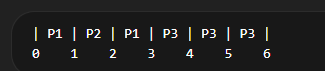 | P1 | P2 | P1 | P3 | P3 | P3 |
0 1 2 3 4 5 6